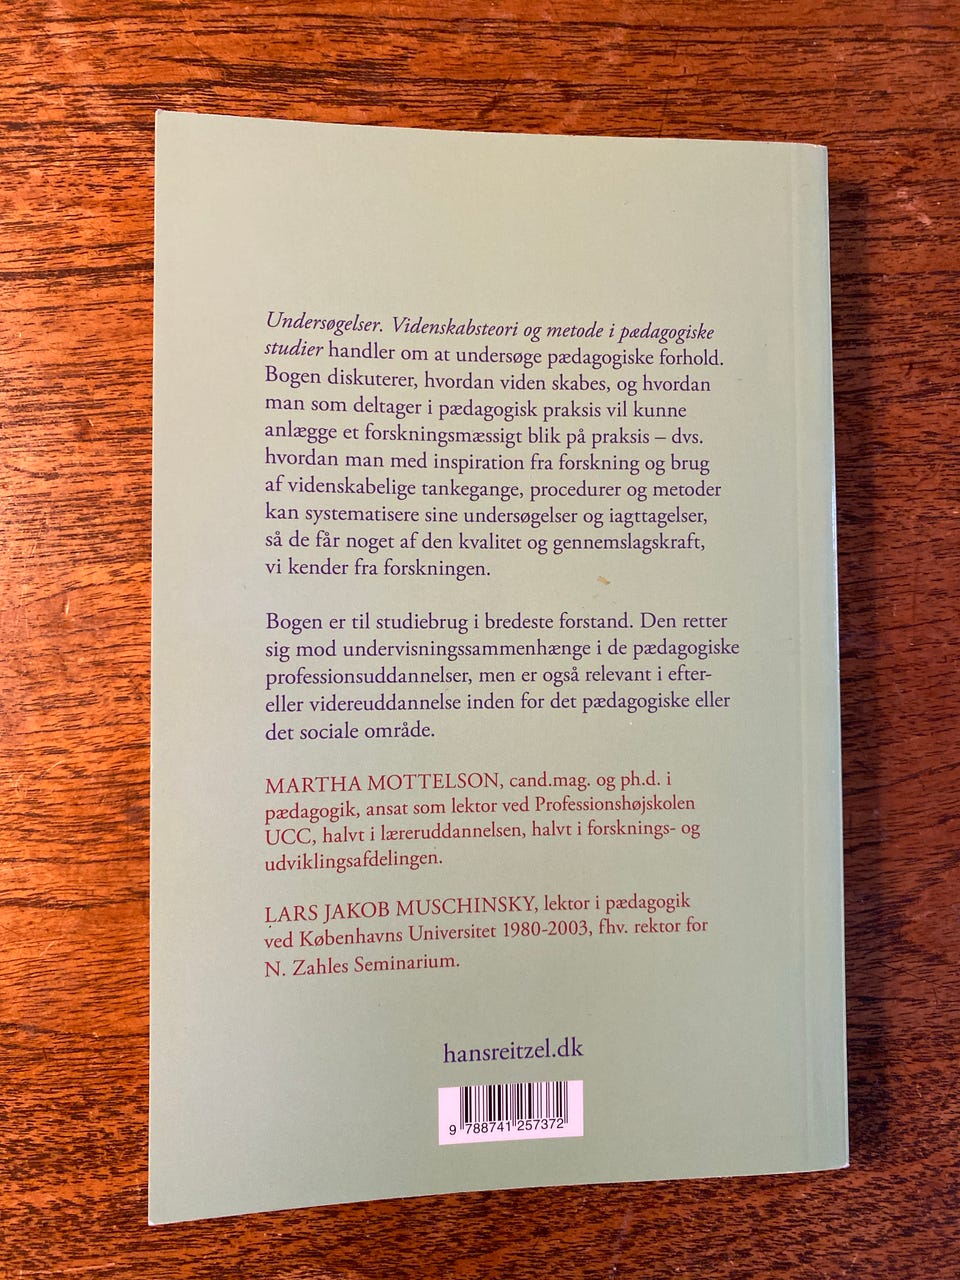 Undersøgelser. Videnskabsteori og metode i pædagogiske
studier handler om at undersøge pædagogiske forhold.
Bogen diskuterer, hvordan viden skabes, og hvordan
man som deltager i pædagogisk praksis vil kunne
anlægge et forskningsmæssigt blik på praksis – dvs.
hvordan man med inspiration fra forskning og brug
af videnskabelige tankegange, procedurer og metoder
kan systematisere sine undersøgelser og iagttagelser,
så de får noget af den kvalitet og gennemslagskraft,
vi kender fra forskningen.
Bogen er til studiebrug i bredeste forstand. Den retter
sig mod undervisningssammenhænge i de pædagogiske
professionsuddannelser, men er også relevant i efter-
eller videreuddannelse inden for det pædagogiske eller
det sociale område.
MARTHA MOTTELSON, cand.mag. og ph.d. i
pædagogik, ansat som lektor ved Professionshøjskolen
UCC, halvt i læreruddannelsen, halvt i forsknings- og
udviklingsafdelingen.
LARS JAKOB MUSCHINSKY, lektor i pædagogik
ved Københavns Universitet 1980-2003, fhv. rektor for
N. Zahles Seminarium.
hansreitzel.dk
9 788741 257372